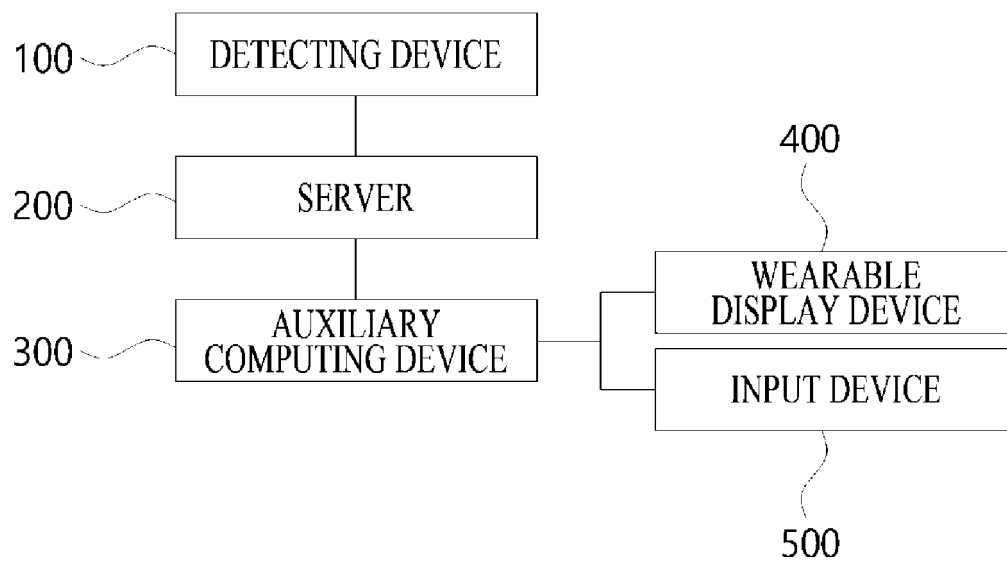 100
DETECTING DEVICE
200
SERVER
300
AUXILIARY
COMPUTING DEVICE
400
WEARABLE
DISPLAY DEVICE
INPUT DEVICE
500